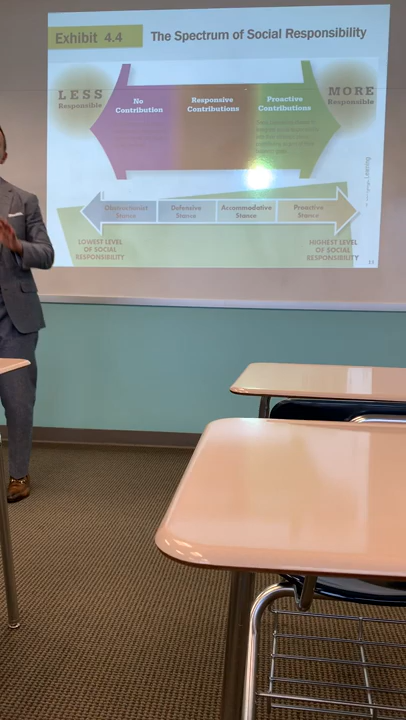 Exhibit 4.4
The Spectrum of Social Responsibility
LESS
Responsible
No
Contribution
Responsive
Contributions
Proactive
Contributions
MORE
Responsible
Stance
Defensive
Stance
Accommodative
Stance
Proactive
Stance
LOWEST LEVEL
OF SOCIAL
RESPONSIBILITY
HIGHEST LEVEL
OF SOCIAL
RESPONSIBILITY